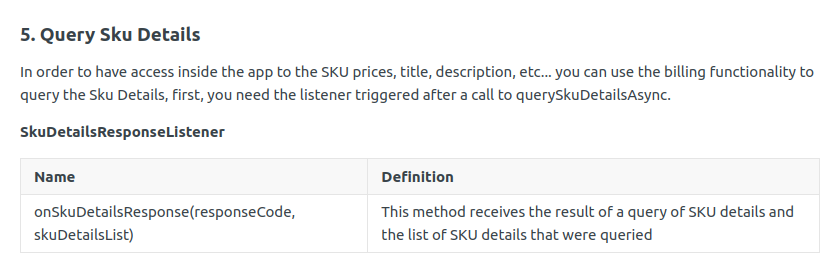 5. Query Sku Details
In order to have access inside the app to the SKU prices, title, description, etc... you can use the billing functionality to
query the Sku Details, first, you need the listener triggered after a call to querySkuDetailsAsync.
SkuDetailsResponseListener
Name Definition
onSkuDetailsResponse(responseCode, This method receives the result of a query of SKU details and
skuDetailsList) the list of SKU details that were queried